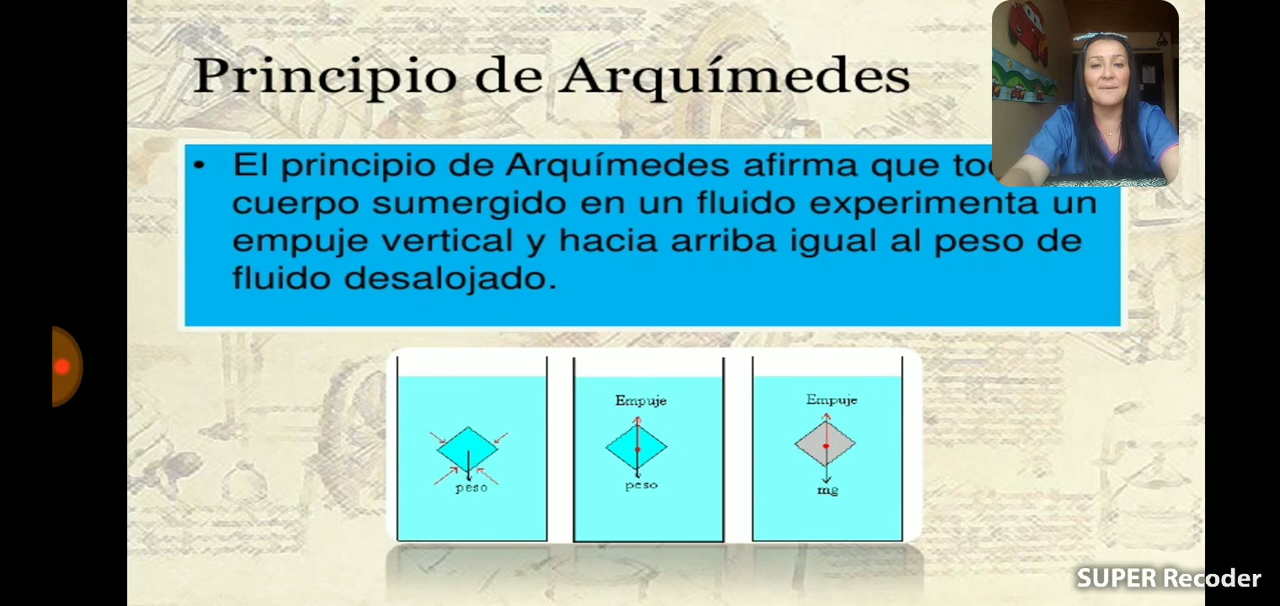 Principio de Arquímedes
• El principio de Arquímedes afirma que
cuerpo sumergido en un fluido experimenta un
empuje vertical y hacia arriba igual al peso de
fluido desalojado.
Empuje
Empuje
peso
peso
mg
SUPER Recoder